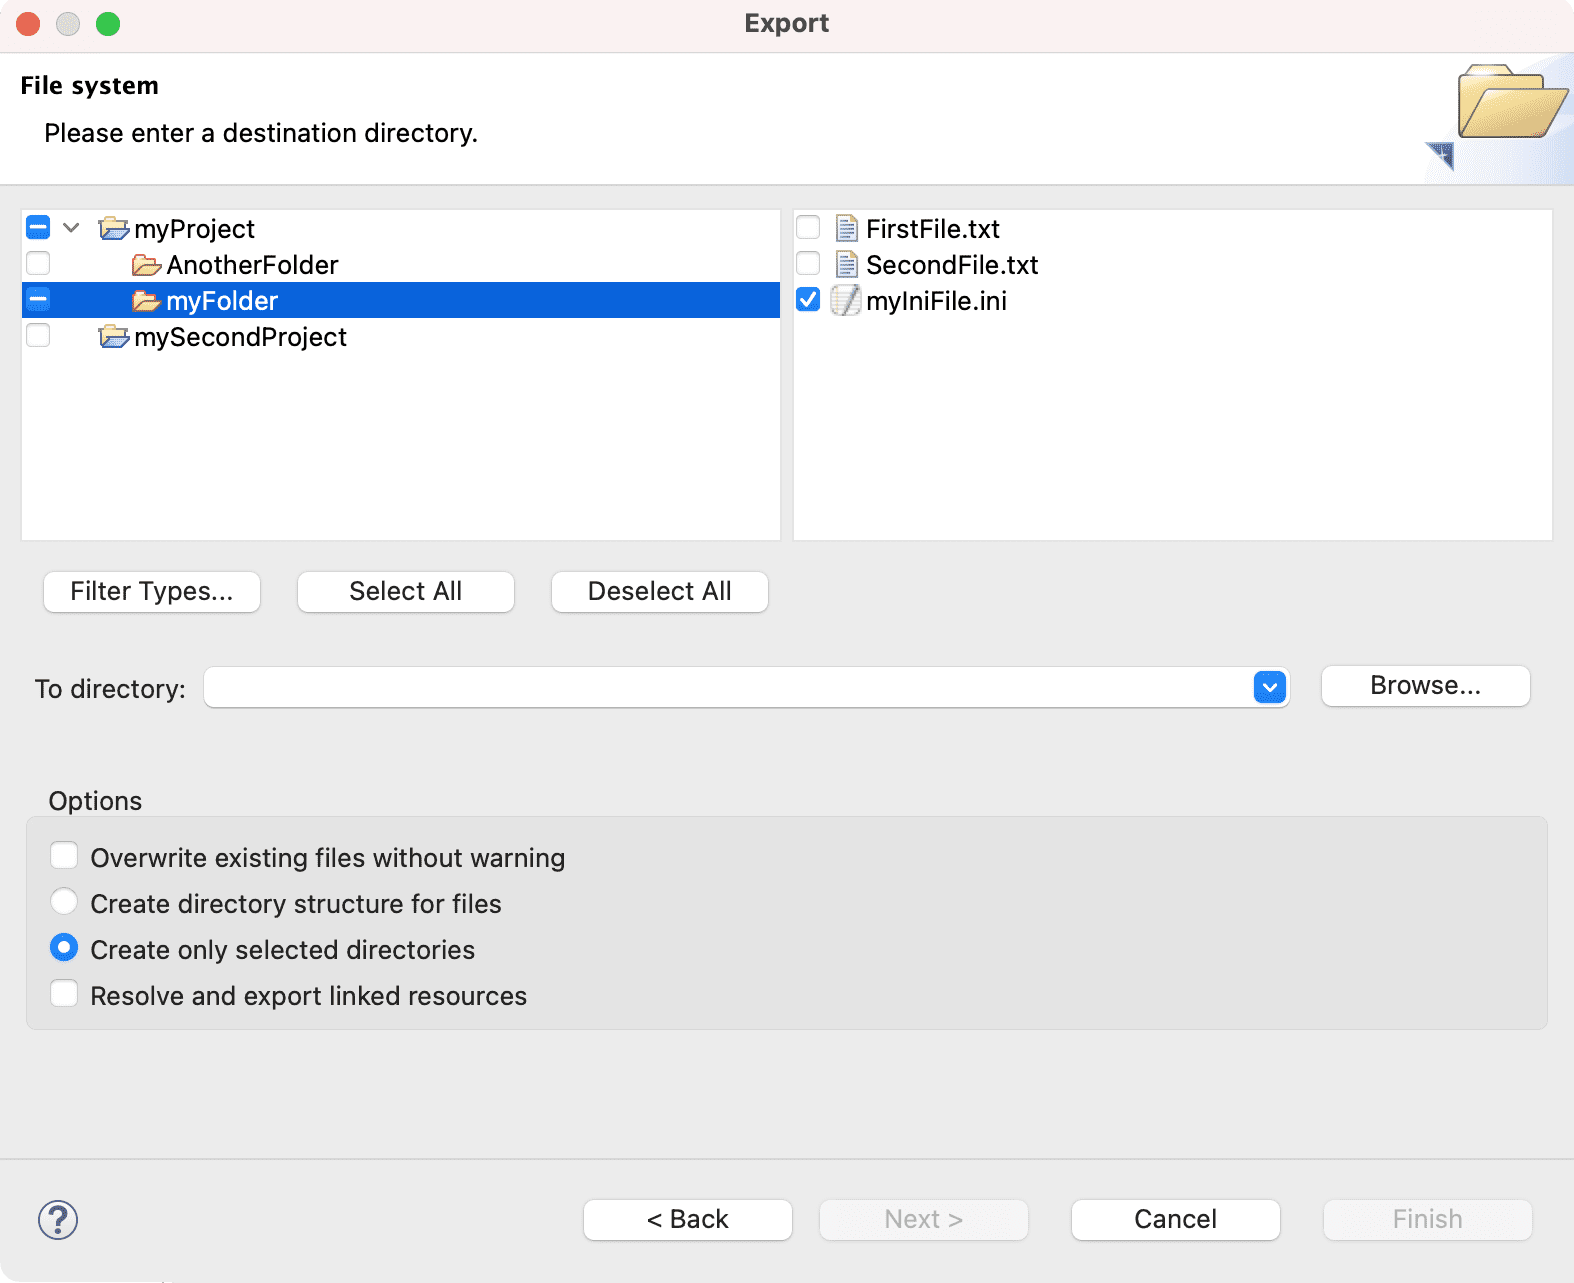 Export
File system
Please enter a destination directory.
myProject
AnotherFolder
myFolder
mySecondProject
FirstFile.txt
SecondFile.txt
myIniFile.ini
Filter Types...
Select All
Deselect All
To directory:
Browse...
Options
Overwrite existing files without warning
Create directory structure for files
Create only selected directories
Resolve and export linked resources
?
< Back
Next >
Cancel
Finish